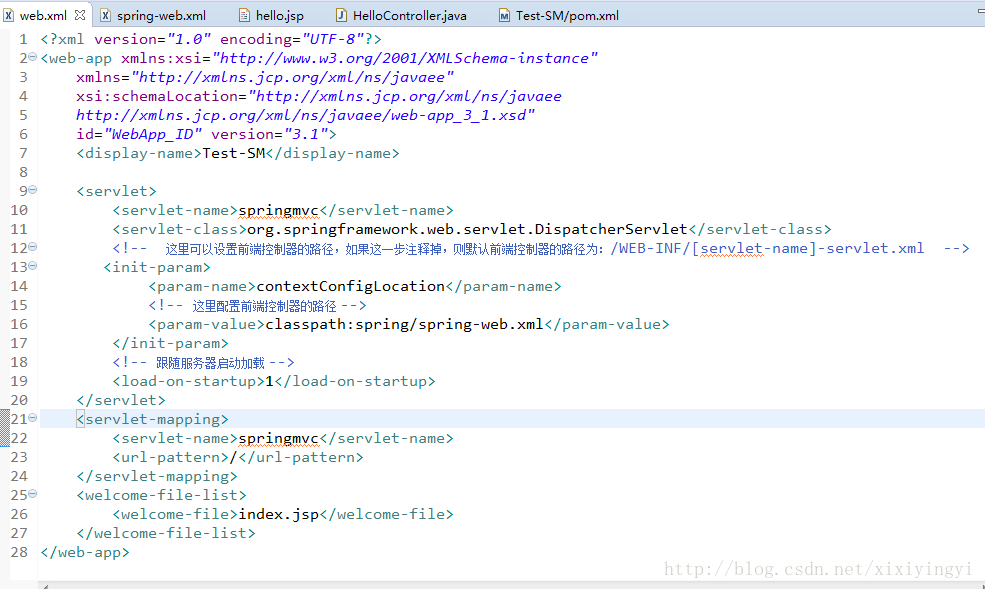 web.xml spring-web.xml hello.jsp HelloController.java Test-SM/pom.xml
1 <?xml version="1.0" encoding="UTF-8"?>
2 <web-app xmlns:xsi="http://www.w3.org/2001/XMLSchema-instance"
3 xmlns="http://xmlns.jcp.org/xml/ns/javaee"
4 xsi:schemaLocation="http://xmlns.jcp.org/xml/ns/javaee
5 http://xmlns.jcp.org/xml/ns/javaee/web-app_3_1.xsd"
6 id="WebApp_ID" version="3.1">
7 <display-name>Test-SM</display-name>
8
9 <servlet>
10 <servlet-name>springmvc</servlet-name>
11 <servlet-class>org.springframework.web.servlet.DispatcherServlet</servlet-class>
12 <!-- 这里可以设置前端控制器的路径，如果这一步注释掉，则默认前端控制器的路径为：/WEB-INF/[servlet-name]-servlet.xml -->
13 <init-param>
14 <param-name>contextConfigLocation</param-name>
15 <!-- 这里配置前端控制器的路径 -->
16 <param-value>classpath:spring/spring-web.xml</param-value>
17 </init-param>
18 <!-- 跟随服务器启动加载 -->
19 <load-on-startup>1</load-on-startup>
20 </servlet>
21 <servlet-mapping>
22 <servlet-name>springmvc</servlet-name>
23 <url-pattern>/</url-pattern>
24 </servlet-mapping>
25 <welcome-file-list>
26 <welcome-file>index.jsp</welcome-file>
27 </welcome-file-list>
28 </web-app>
http://blog.csdn.net/xixiyingyi